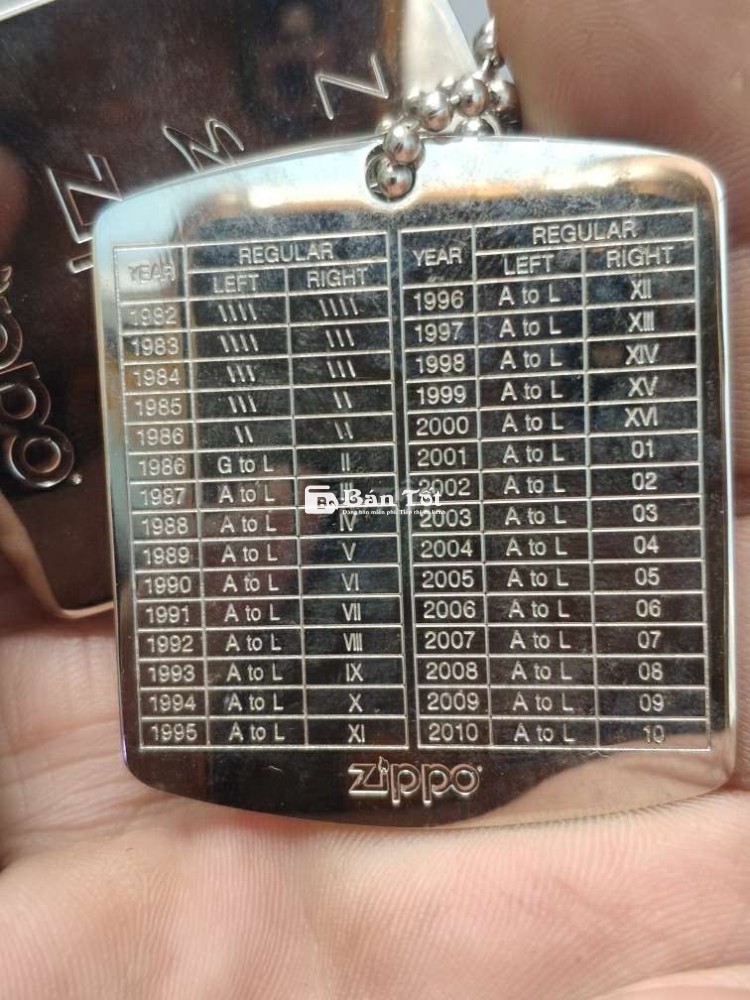 YEAR REGULAR
LEFT RIGHT
1982 \\\\ \\\\
1983 \\\\ \\\
1984 \\\ \\\
1985 \\\ \\
1986 \\ \\
1986 G to L II
1987 A to L III
1988 A to L IV
1989 A to L V
1990 A to L VI
1991 A to L VII
1992 A to L VIII
1993 A to L IX
1994 A to L X
1995 A to L XI
YEAR REGULAR
LEFT RIGHT
1996 A to L XII
1997 A to L XIII
1998 A to L XIV
1999 A to L XV
2000 A to L XVI
2001 A to L 01
2002 A to L 02
2003 A to L 03
2004 A to L 04
2005 A to L 05
2006 A to L 06
2007 A to L 07
2008 A to L 08
2009 A to L 09
2010 A to L 10
zippo
Bán Tốt